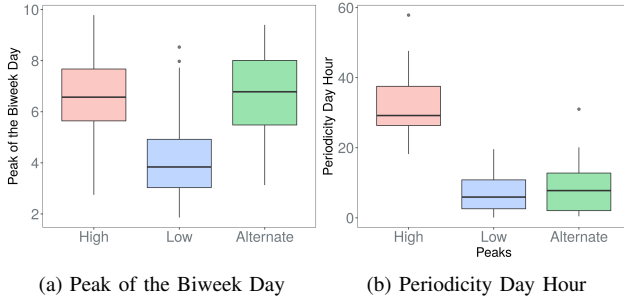 Peak of the Biweek Day
10
8
6
4
2
High Low Alternate
Periodicity Day Hour
60
40
20
0
High Low Alternate
Peaks
(a) Peak of the Biweek Day (b) Periodicity Day Hour